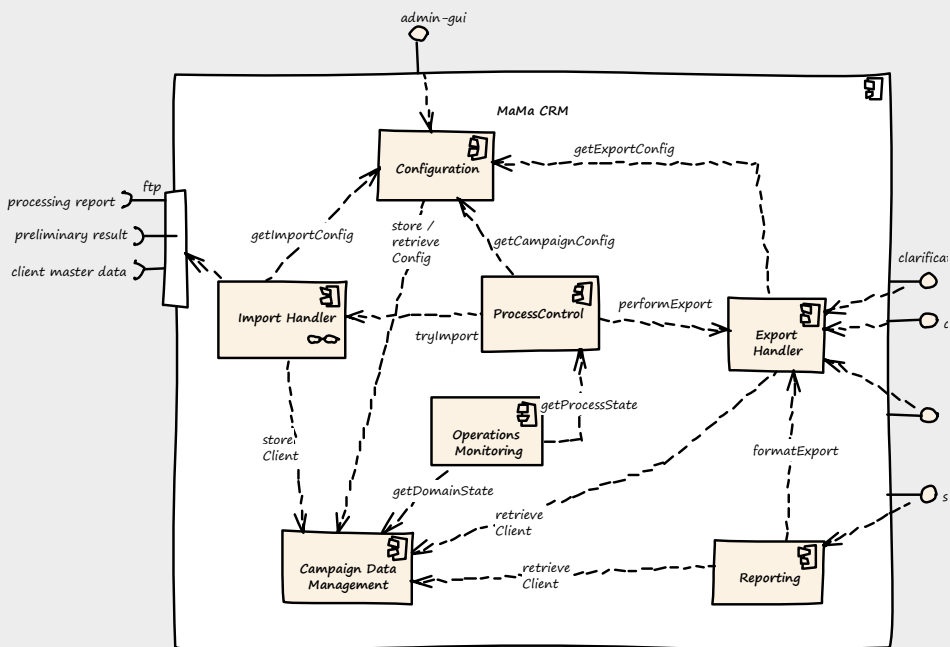 admin-gui
MaMa CRM
getExportConfig
Configuration
ftp
processing report
preliminary result
client master data
getImportConfig
store /
retrieve
Config
getCampaignConfig
Import Handler
ProcessControl
performExport
tryImport
Export
Handler
getProcessState
Operations
Monitoring
store
Client
getDomainState
formatExport
retrieve
Client
Campaign Data
Management
retrieve
Client
Reporting